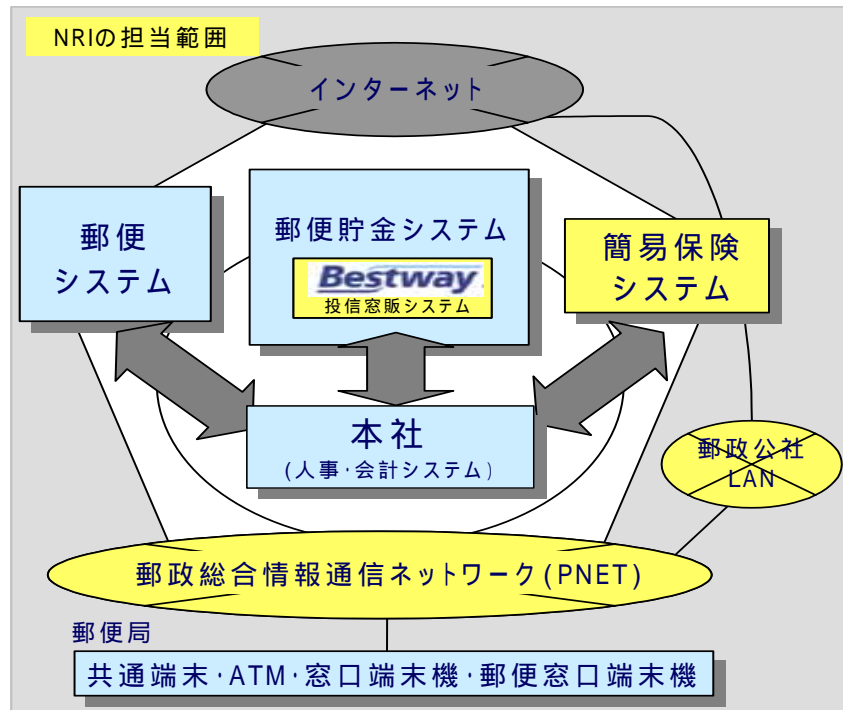 NRIの担当範囲
インターネット
郵便
システム
郵便貯金システム
Bestway
投信窓販システム
簡易保険
システム
本社
(人事・会計システム)
郵政公社
LAN
郵政総合情報通信ネットワーク(PNET)
郵便局
共通端末・ATM・窓口端末機・郵便窓口端末機